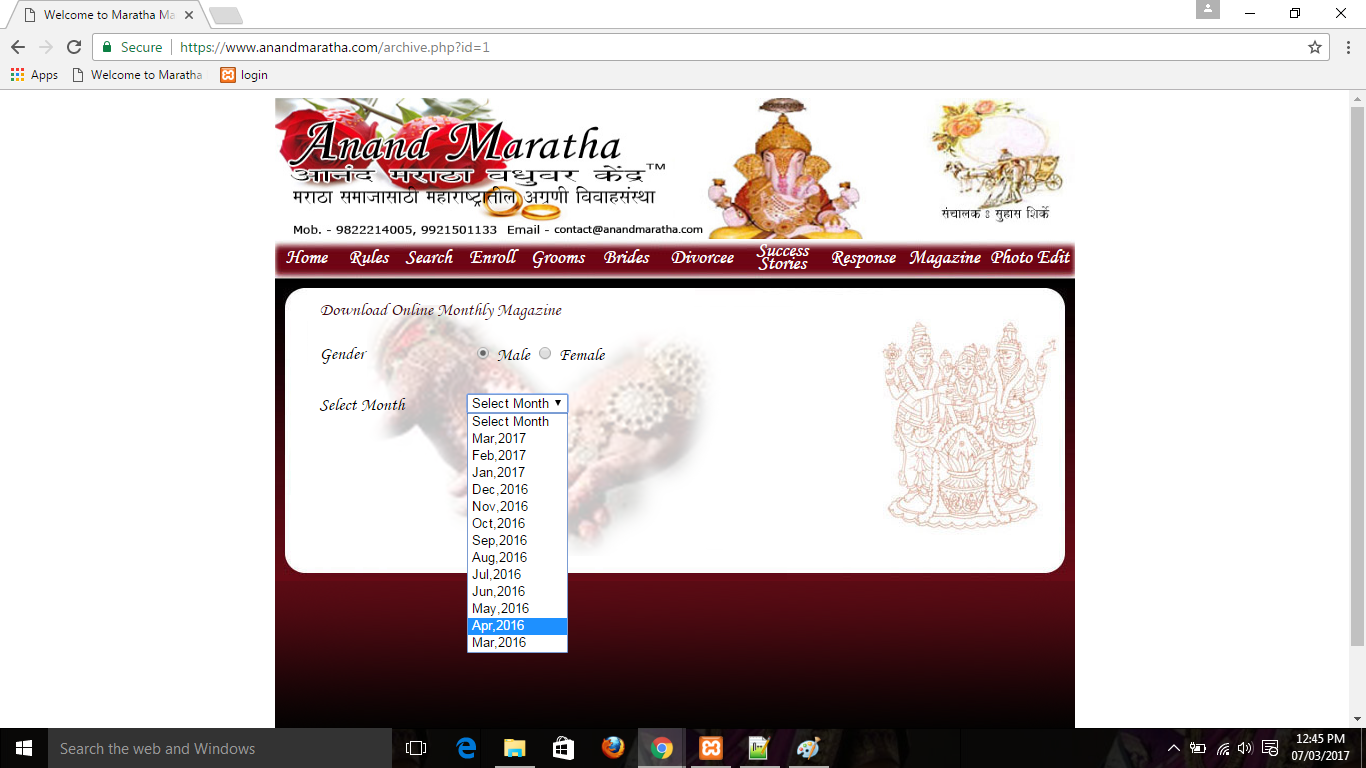 Welcome to Maratha Ma
Secure https://www.anandmaratha.com/archive.php?id=1
Apps Welcome to Maratha login
Anand Maratha
आनंद मराठा वधुवर केंद्र™
मराठा समाजासाठी महाराष्ट्रातील अग्रणी विवाहसंस्था
संचालक : सुहास शिर्के
Mob. - 9822214005, 9921501133 Email - contact@anandmaratha.com
Home Rules Search Enroll Grooms Brides Divorcee Success Stories Response Magazine Photo Edit
Download Online Monthly Magazine
Gender Male Female
Select Month Select Month
Select Month
Mar,2017
Feb,2017
Jan,2017
Dec,2016
Nov,2016
Oct,2016
Sep,2016
Aug,2016
Jul,2016
Jun,2016
May,2016
Apr,2016
Mar,2016
Search the web and Windows
12:45 PM
07/03/2017